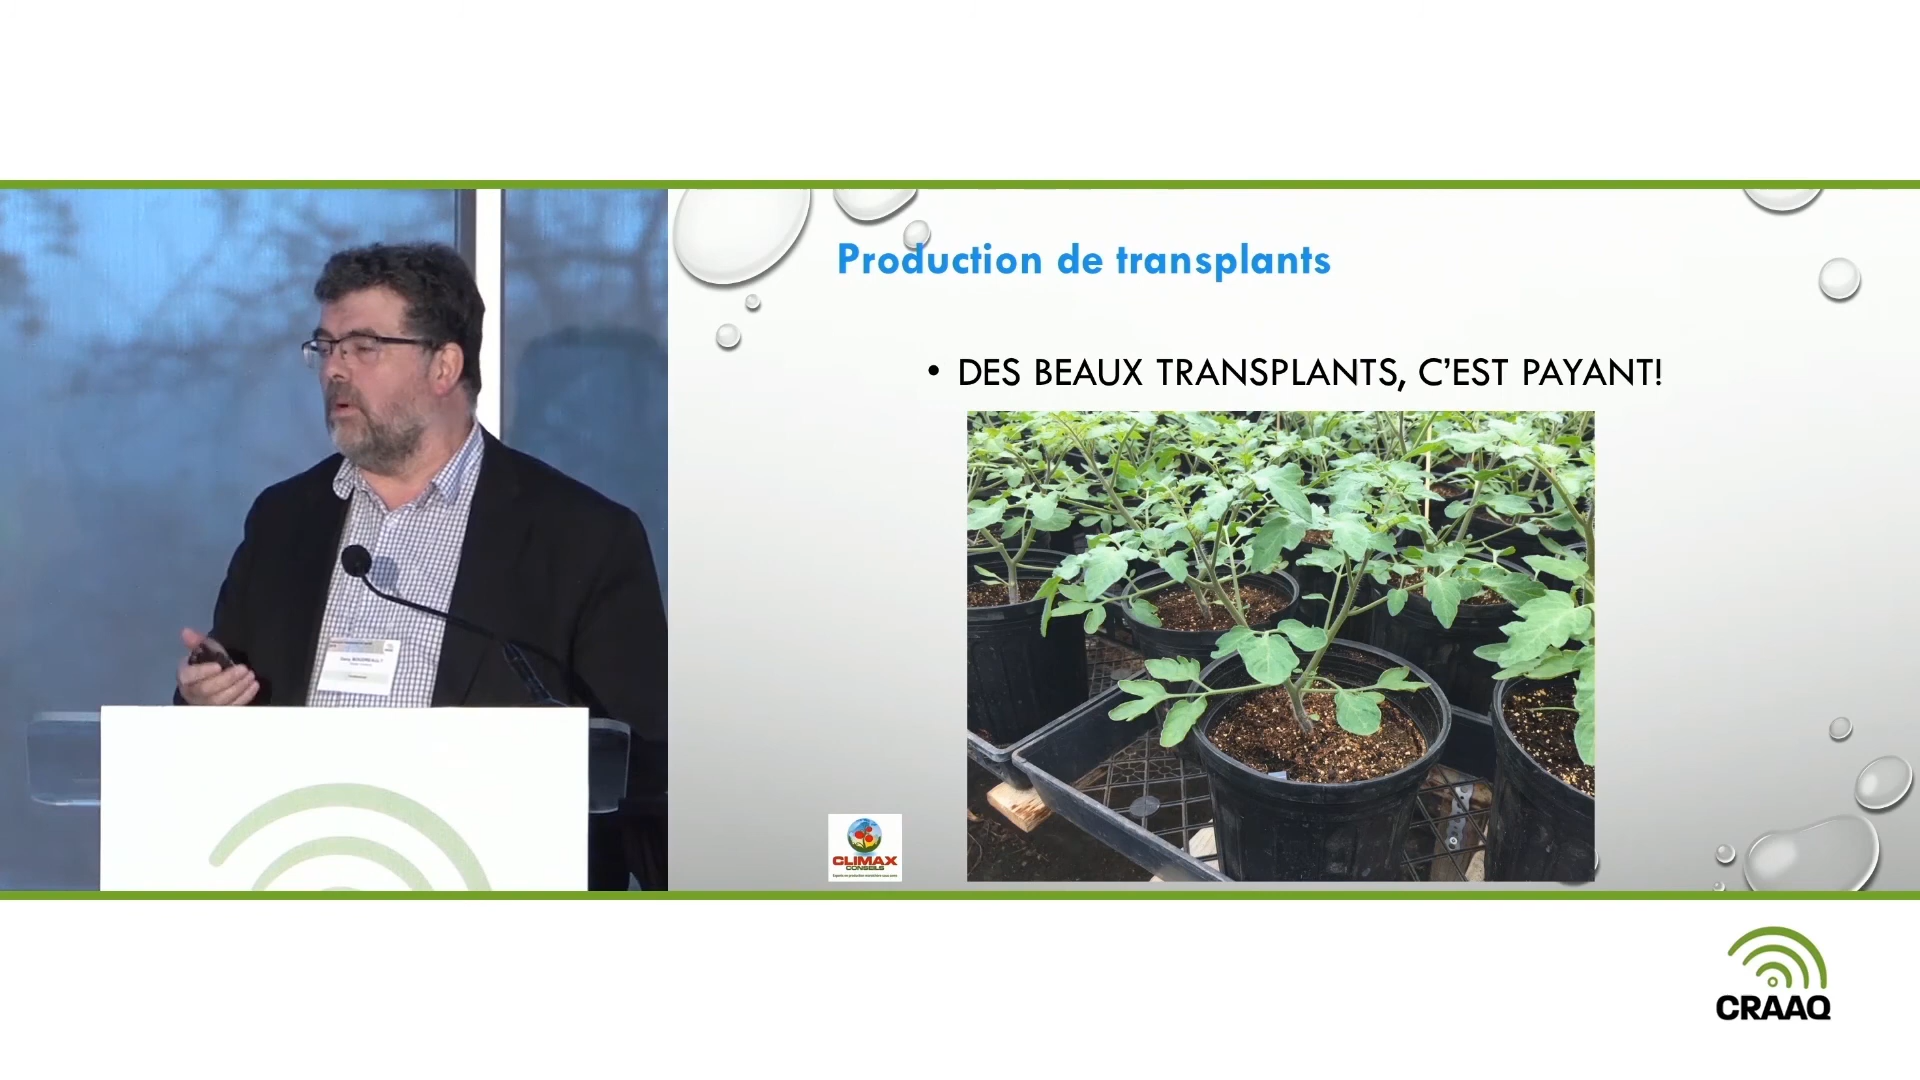 Production de transplants
• DES BEAUX TRANSPLANTS, C’EST PAYANT!
CLIMAX
CONSEILS
CRAAQ